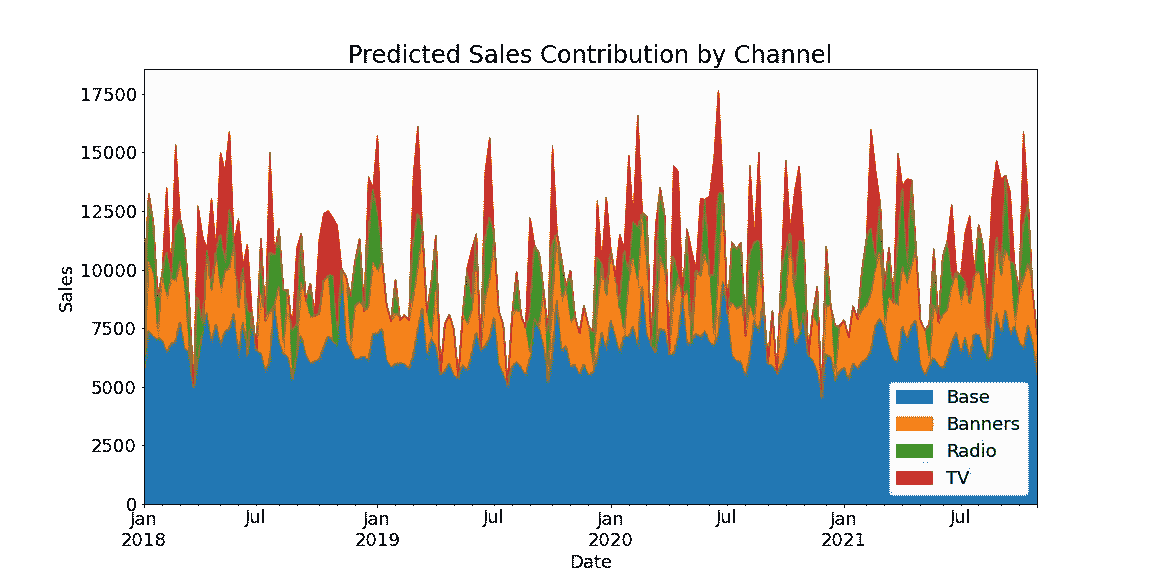 Predicted Sales Contribution by Channel
17500
15000
12500
10000
7500
5000
2500
0
Sales
Base
Banners
Radio
TV
Jan Jul Jan Jul Jan Jul Jan Jul
2018 2019 2020 2021
Date